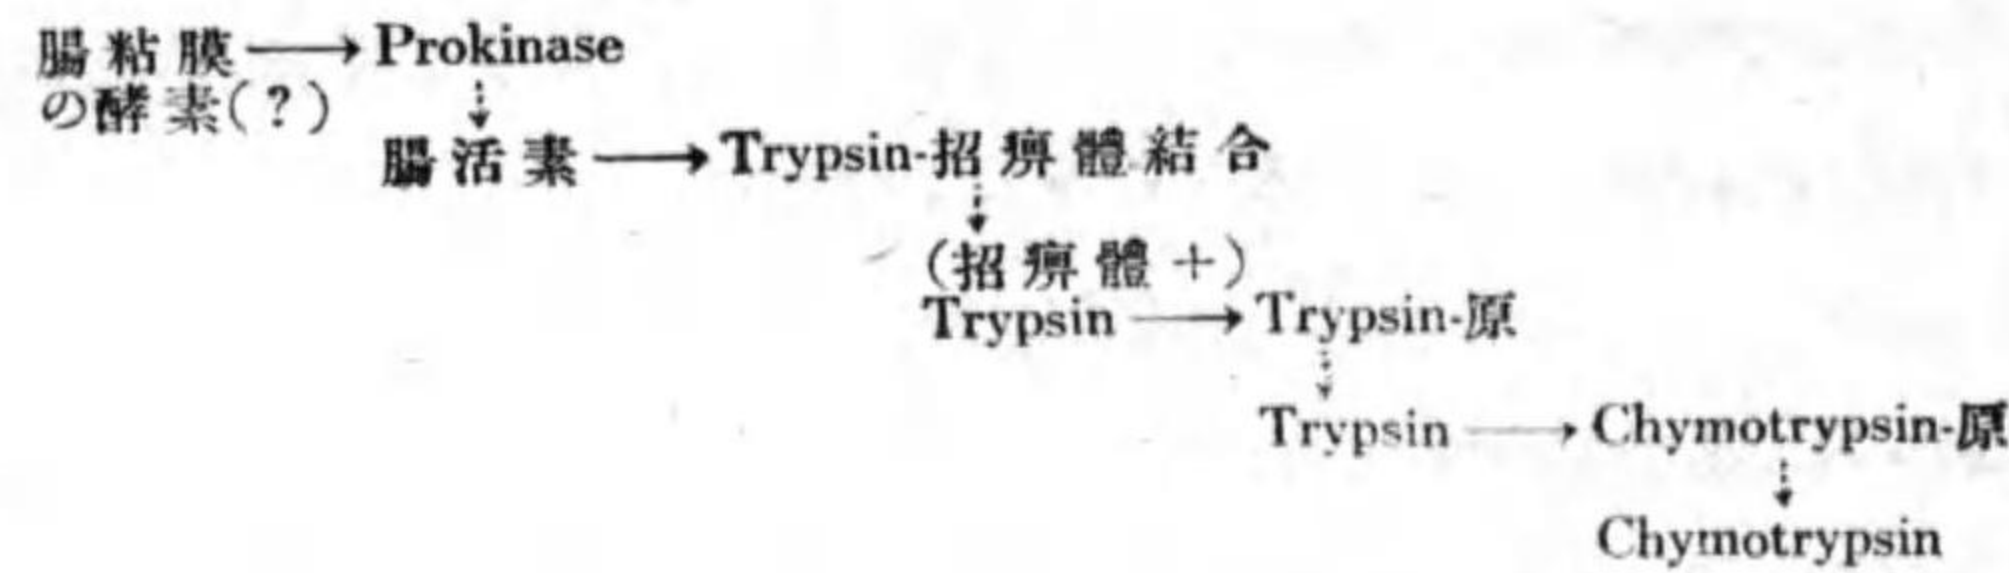 腸粘膜→Prokinase
の酵素(?)
腸活素→Trypsin-招痹體結合
(招痹體+)
Trypsin→Trypsin-原
Trypsin→Chymotrypsin-原
Chymotrypsin